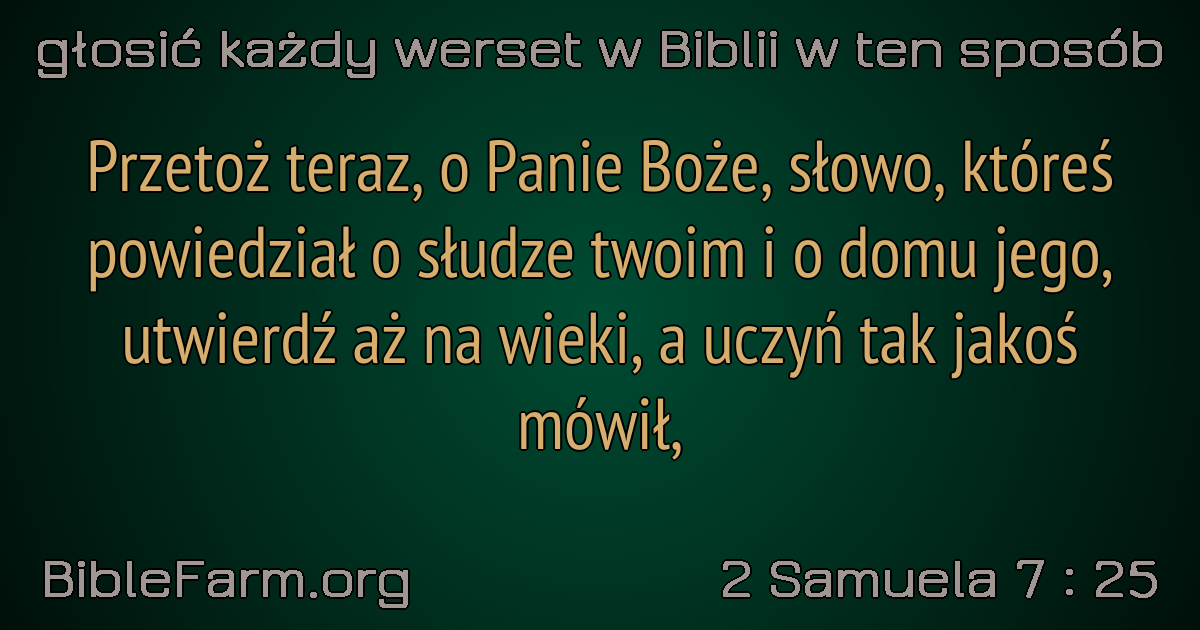 głosić każdy werset w Biblii w ten sposób
Przetoż teraz, o Panie Boże, słowo, któreś
powiedział o słudze twoim i o domu jego,
utwierdź aż na wieki, a uczyń tak jakoś
mówił,
BibleFarm.org
2 Samuela 7 : 25